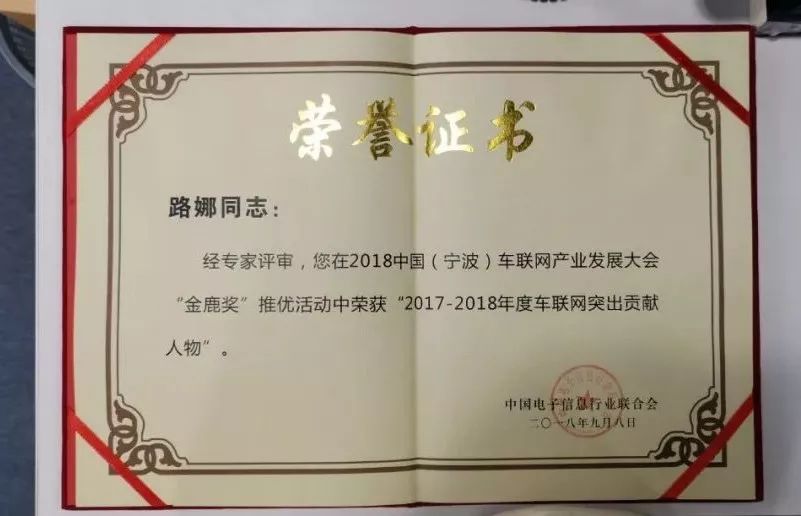 荣誉证书
路娜同志：
经专家评审，您在2018中国（宁波）车联网产业发展大会
“金鹿奖”推优活动中荣获“2017-2018年度车联网突出贡献
人物”。
中国电子信息行业联合会
二〇一八年九月八日